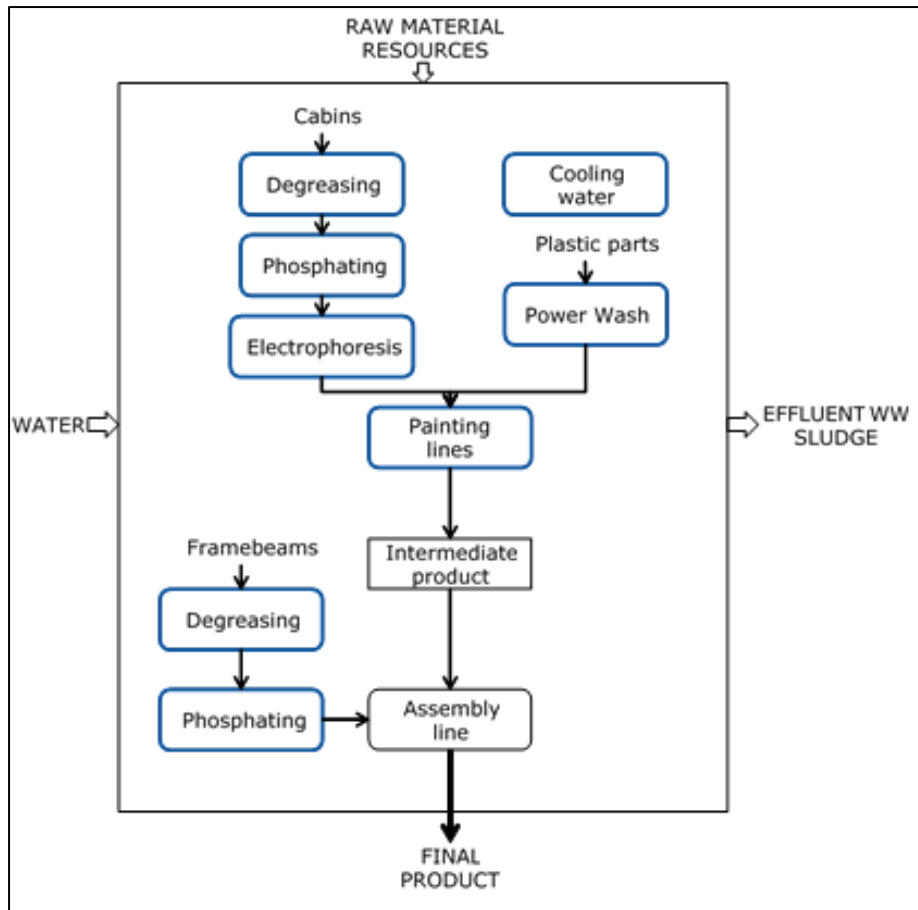 RAW MATERIAL
RESOURCES
Cabins
Degreasing
Cooling
water
Phosphating
Plastic parts
Power Wash
Electrophoresis
WATER
Painting
lines
EFFLUENT WW
SLUDGE
Framebeams
Intermediate
product
Degreasing
Phosphating
Assembly
line
FINAL
PRODUCT